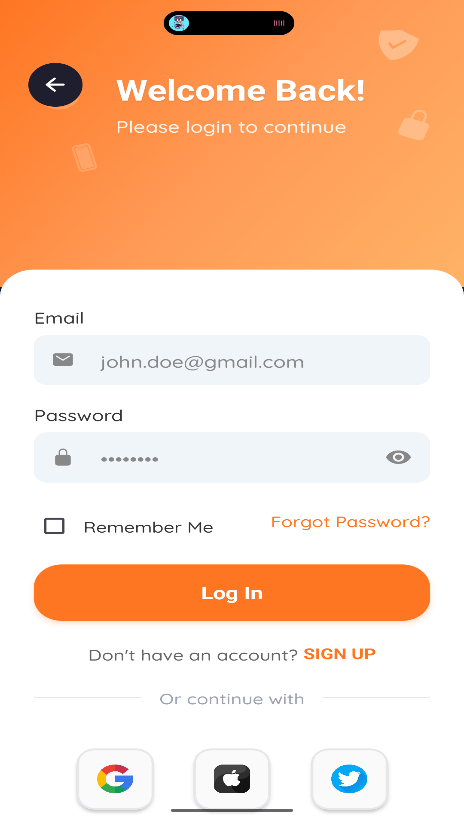 Welcome Back!
Please login to continue
Email
john.doe@gmail.com
Password
••••••••
Remember Me
Forgot Password?
Log In
Don't have an account? SIGN UP
Or continue with